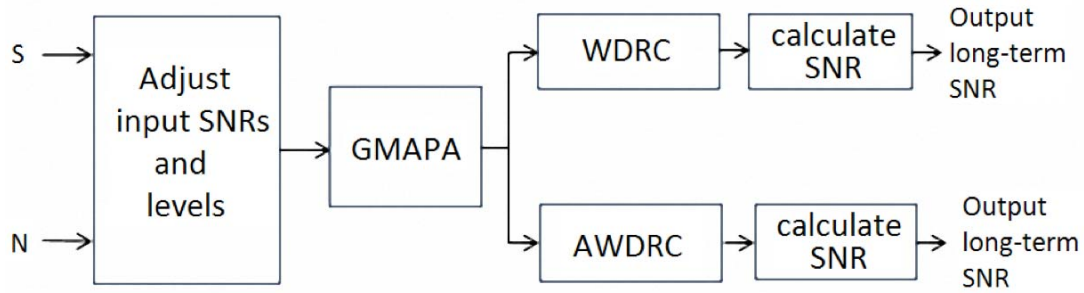 S
N
Adjust
input SNRs
and
levels
GMAPA
WDRC
calculate
SNR
Output
long-term
SNR
AWDRC
calculate
SNR
Output
long-term
SNR